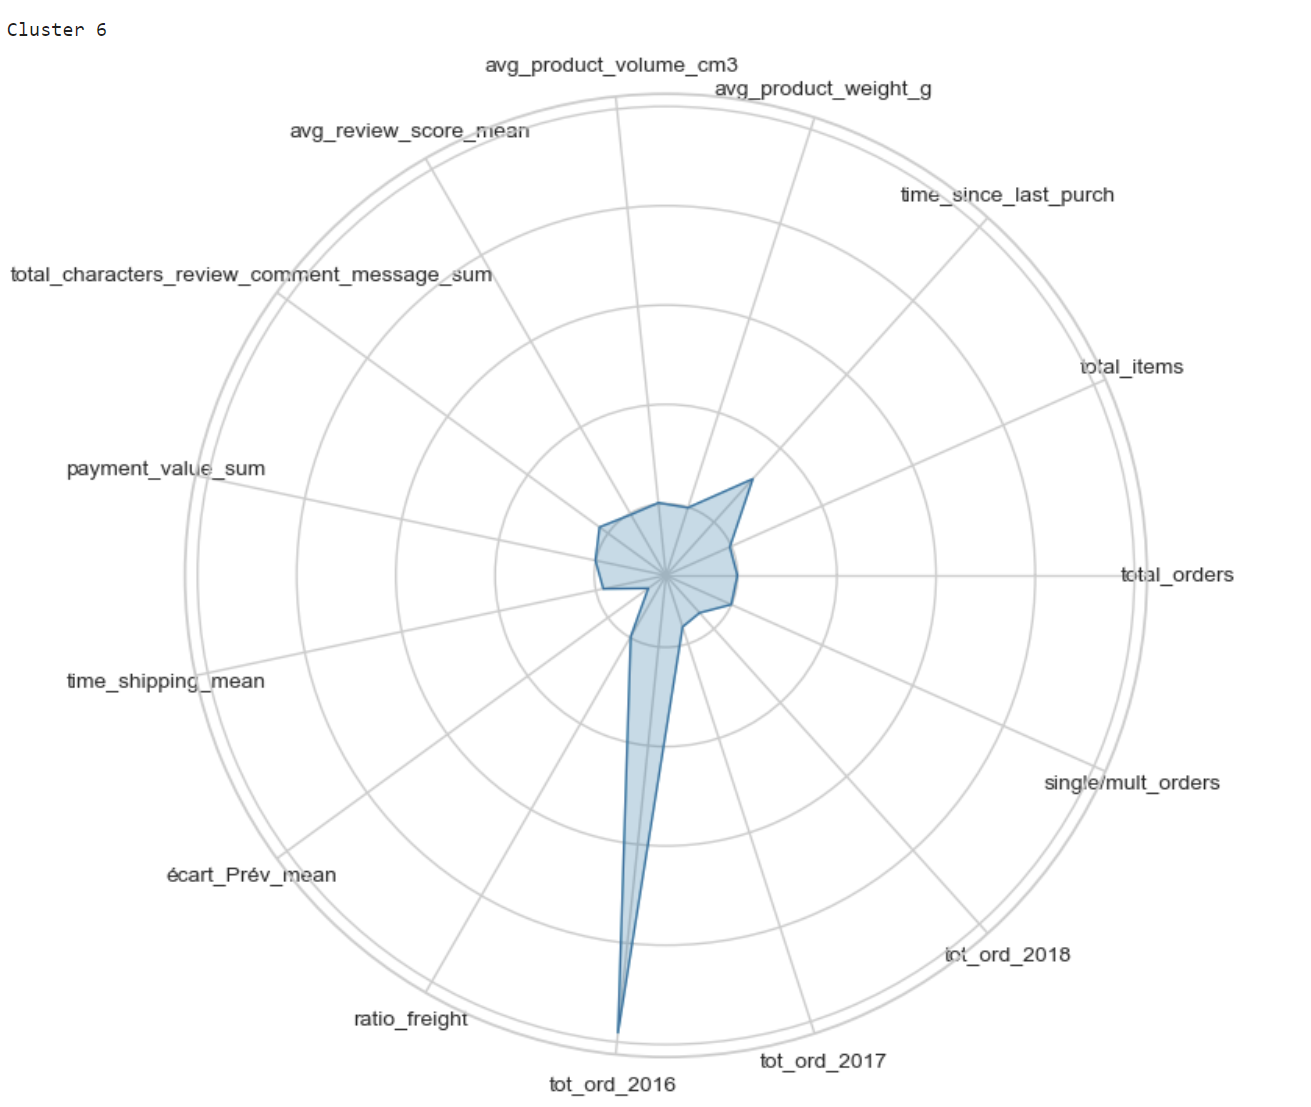 Cluster 6
avg_product_volume_cm3
avg_product_weight_g
avg_review_score_mean
time_since_last_purch
total_characters_review_comment_message_sum
total_items
payment_value_sum
total_orders
time_shipping_mean
single/mult_orders
écart_Prév_mean
tot_ord_2018
ratio_freight
tot_ord_2017
tot_ord_2016